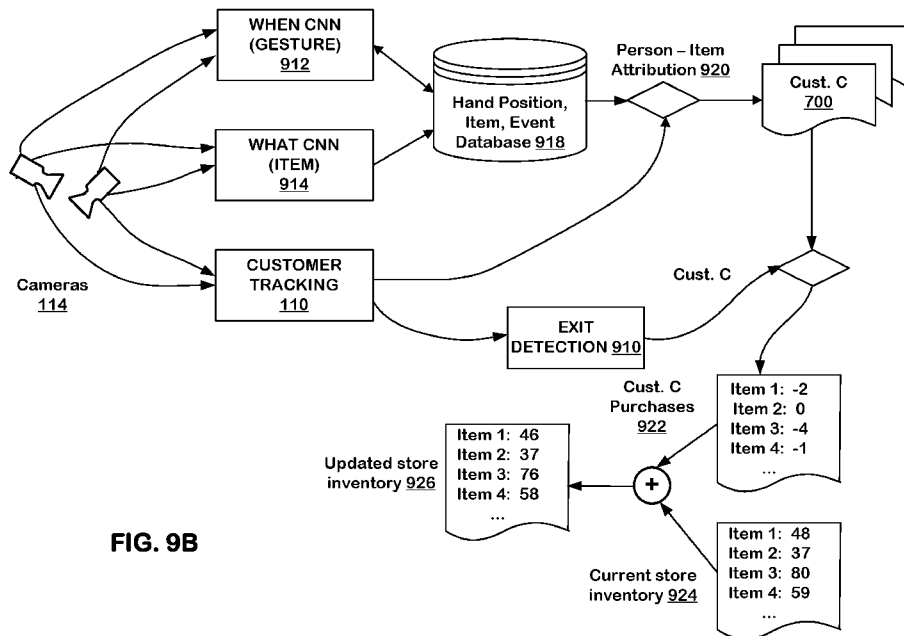 WHEN CNN
(GESTURE)
912
WHAT CNN
(ITEM)
914
CUSTOMER
TRACKING
110
Cameras
114
Hand Position,
Item, Event
Database 918
Person – Item
Attribution 920
Cust. C
700
Cust. C
EXIT
DETECTION 910
Cust. C
Purchases
922
Item 1: -2
Item 2: 0
Item 3: -4
Item 4: -1
...
Updated store
inventory 926
Item 1: 46
Item 2: 37
Item 3: 76
Item 4: 58
...
+
Current store
inventory 924
Item 1: 48
Item 2: 37
Item 3: 80
Item 4: 59
...
FIG. 9B